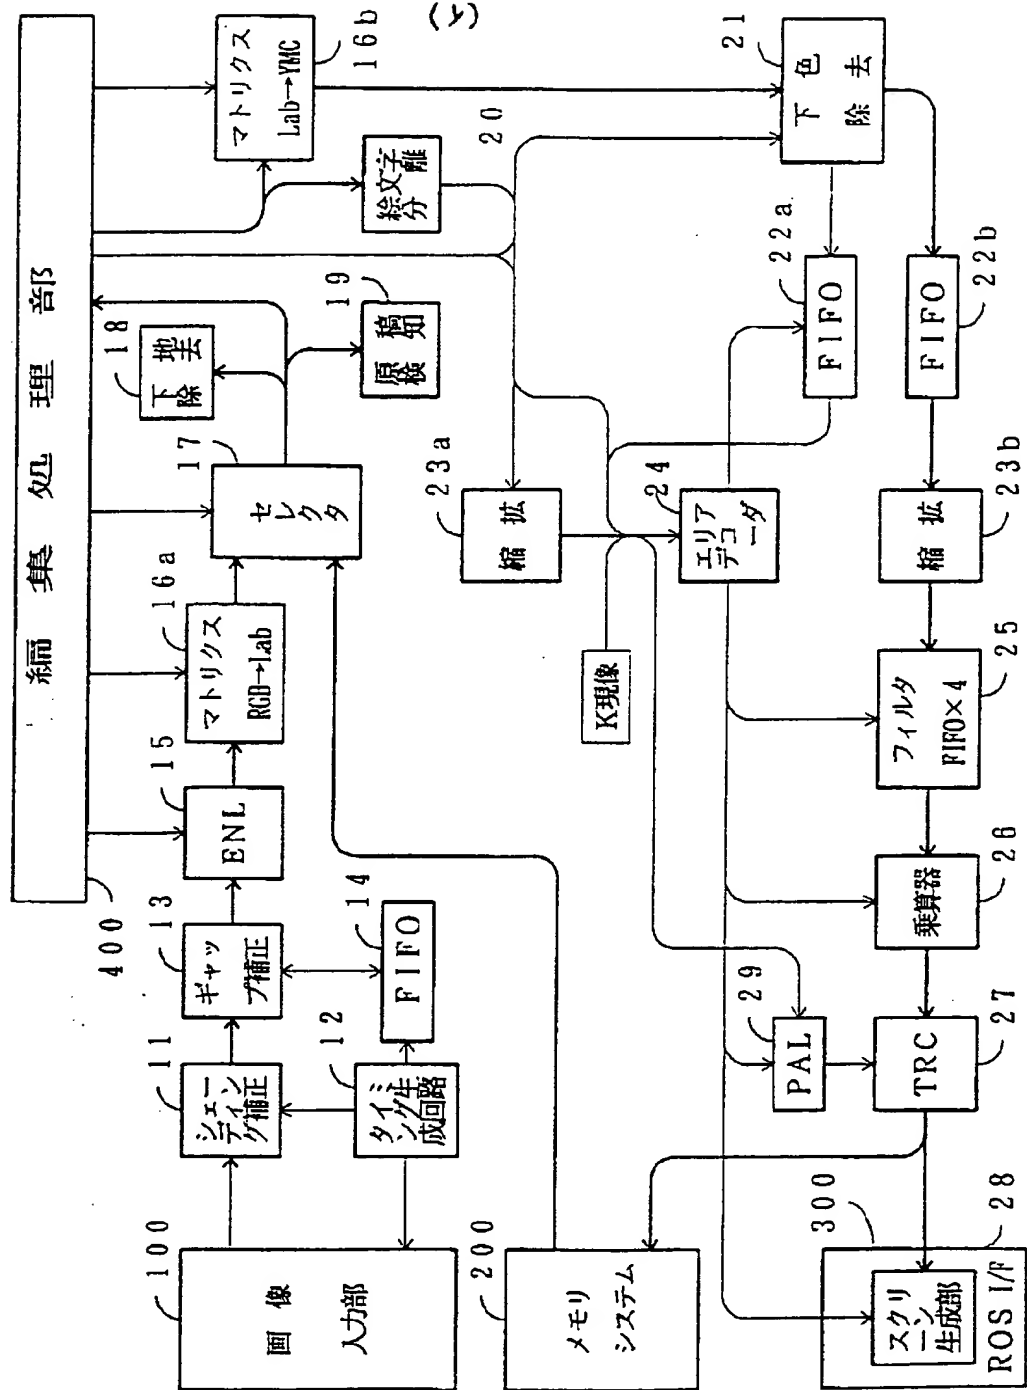 編集処理部
400
画像
入力部
100
シェー
ディン
グ補正
11
タイミ
ング生
成回路
12
ギャッ
プ補正
13
FIFO
14
ENL
15
マトリクス
RGB→Lab
16a
セレ
クタ
17
下地
除去
18
原稿
検知
19
絵文字
分離
20
マトリクス
Lab→YMC
16b
(イ)
メモリ
システム
200
K現像
縮拡
23a
エリア
デコ
ーダ
24
FIFO
22a
下色
除去
21
スクリ
ーン
生成部
300
ROS I/F
28
PAL
29
TRC
27
乗算器
26
フィルタ
FIFO×4
25
縮拡
23b
FIFO
22b